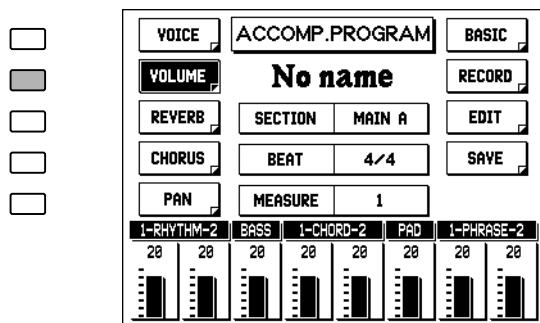 VOICE ACCOMP.PROGRAM BASIC
VOLUME No name RECORD
REVERB SECTION MAIN A EDIT
CHORUS BEAT 4/4 SAVE
PAN MEASURE 1
1-RHYTHM-2 BASS 1-CHORD-2 PAD 1-PHRASE-2
20 20 20 20 20 20 20 20